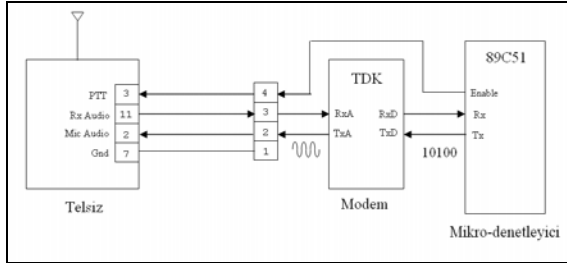 89C51
TDK
PTT 3 4 Enable
Rx Audio 11 3 RxA RxD Rx
Mic Audio 2 2 TxA TxD Tx
Gnd 7 1 10100
Telsiz Modem
Mikro-denetleyici